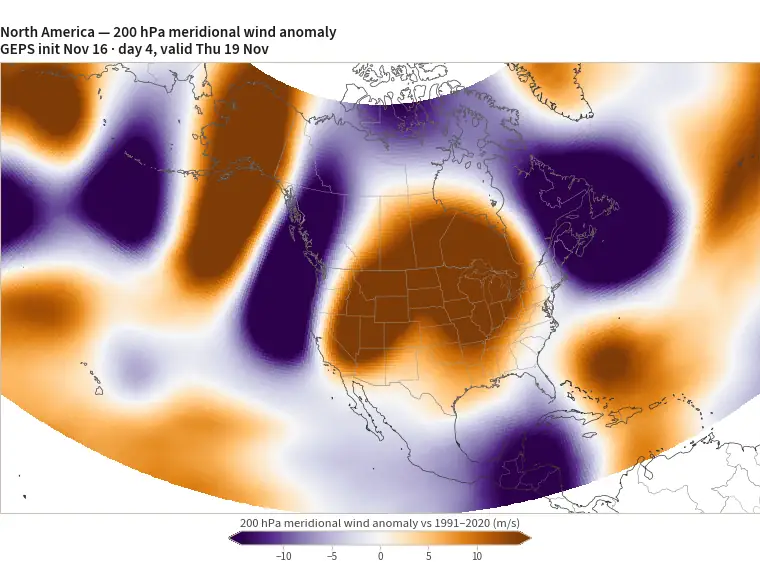 North America — 200 hPa meridional wind anomaly
GEPS init Nov 16 · day 4, valid Thu 19 Nov
200 hPa meridional wind anomaly vs 1991–2020 (m/s)
−10 −5 0 5 10